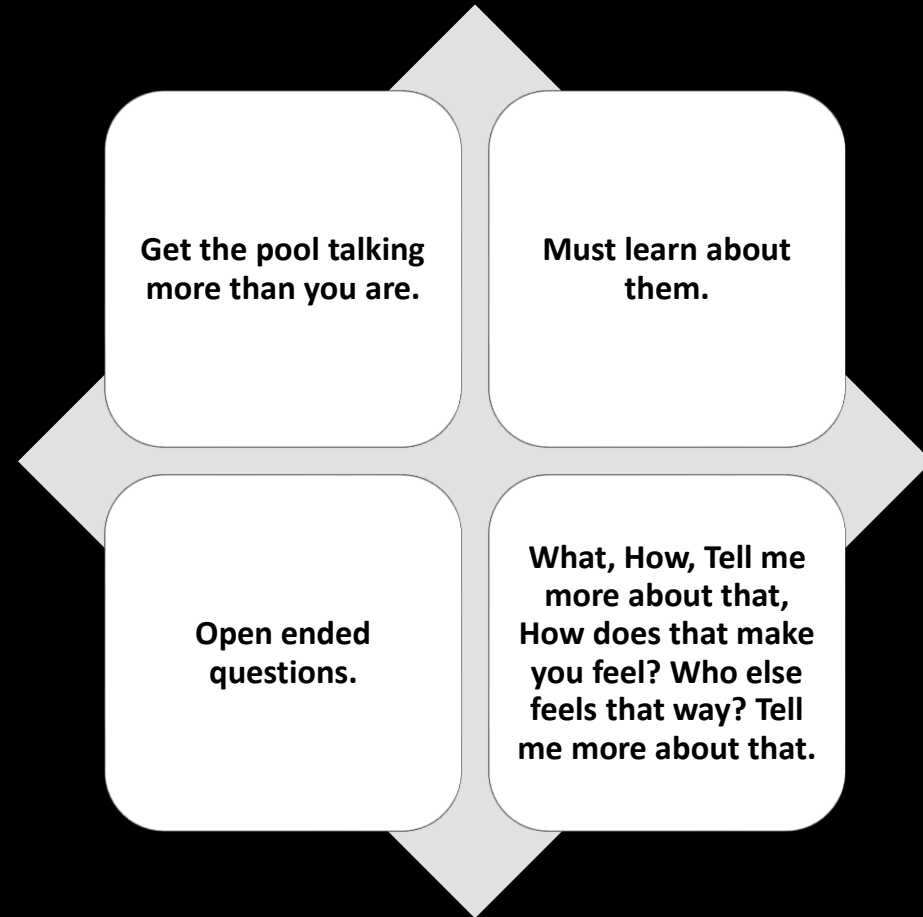 Get the pool talking
more than you are.
Must learn about
them.
Open ended
questions.
What, How, Tell me
more about that,
How does that make
you feel? Who else
feels that way? Tell
me more about that.